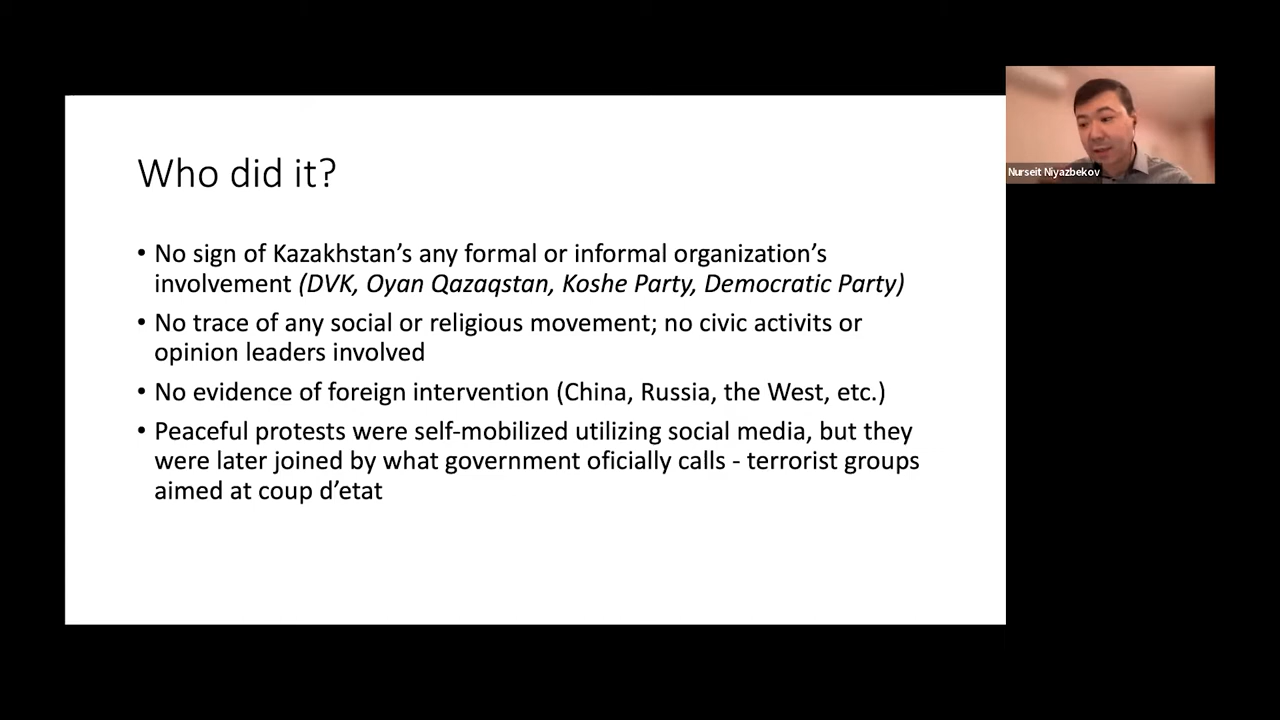 Who did it?
• No sign of Kazakhstan’s any formal or informal organization’s
involvement (DVK, Oyan Qazaqstan, Koshe Party, Democratic Party)
• No trace of any social or religious movement; no civic activits or
opinion leaders involved
• No evidence of foreign intervention (China, Russia, the West, etc.)
• Peaceful protests were self-mobilized utilizing social media, but they
were later joined by what government oficially calls - terrorist groups
aimed at coup d’etat
Nurseit Niyazbekov